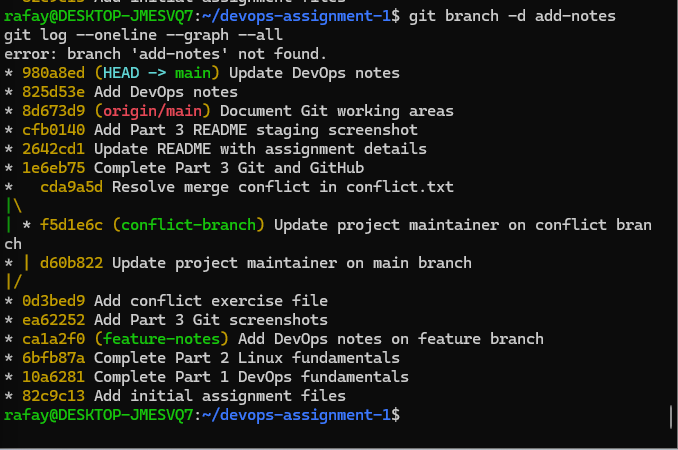 rafay@DESKTOP-JMESVQ7:~/devops-assignment-1$ git branch -d add-notes
git log --oneline --graph --all
error: branch 'add-notes' not found.
* 980a8ed (HEAD -> main) Update DevOps notes
* 825d53e Add DevOps notes
* 8d673d9 (origin/main) Document Git working areas
* cfb0140 Add Part 3 README staging screenshot
* 2642cd1 Update README with assignment details
* 1e6eb75 Complete Part 3 Git and GitHub
*   cda9a5d Resolve merge conflict in conflict.txt
|\
| * f5d1e6c (conflict-branch) Update project maintainer on conflict bran
ch
* | d60b822 Update project maintainer on main branch
|/
* 0d3bed9 Add conflict exercise file
* ea62252 Add Part 3 Git screenshots
* ca1a2f0 (feature-notes) Add DevOps notes on feature branch
* 6bfb87a Complete Part 2 Linux fundamentals
* 10a6281 Complete Part 1 DevOps fundamentals
* 82c9c13 Add initial assignment files
rafay@DESKTOP-JMESVQ7:~/devops-assignment-1$